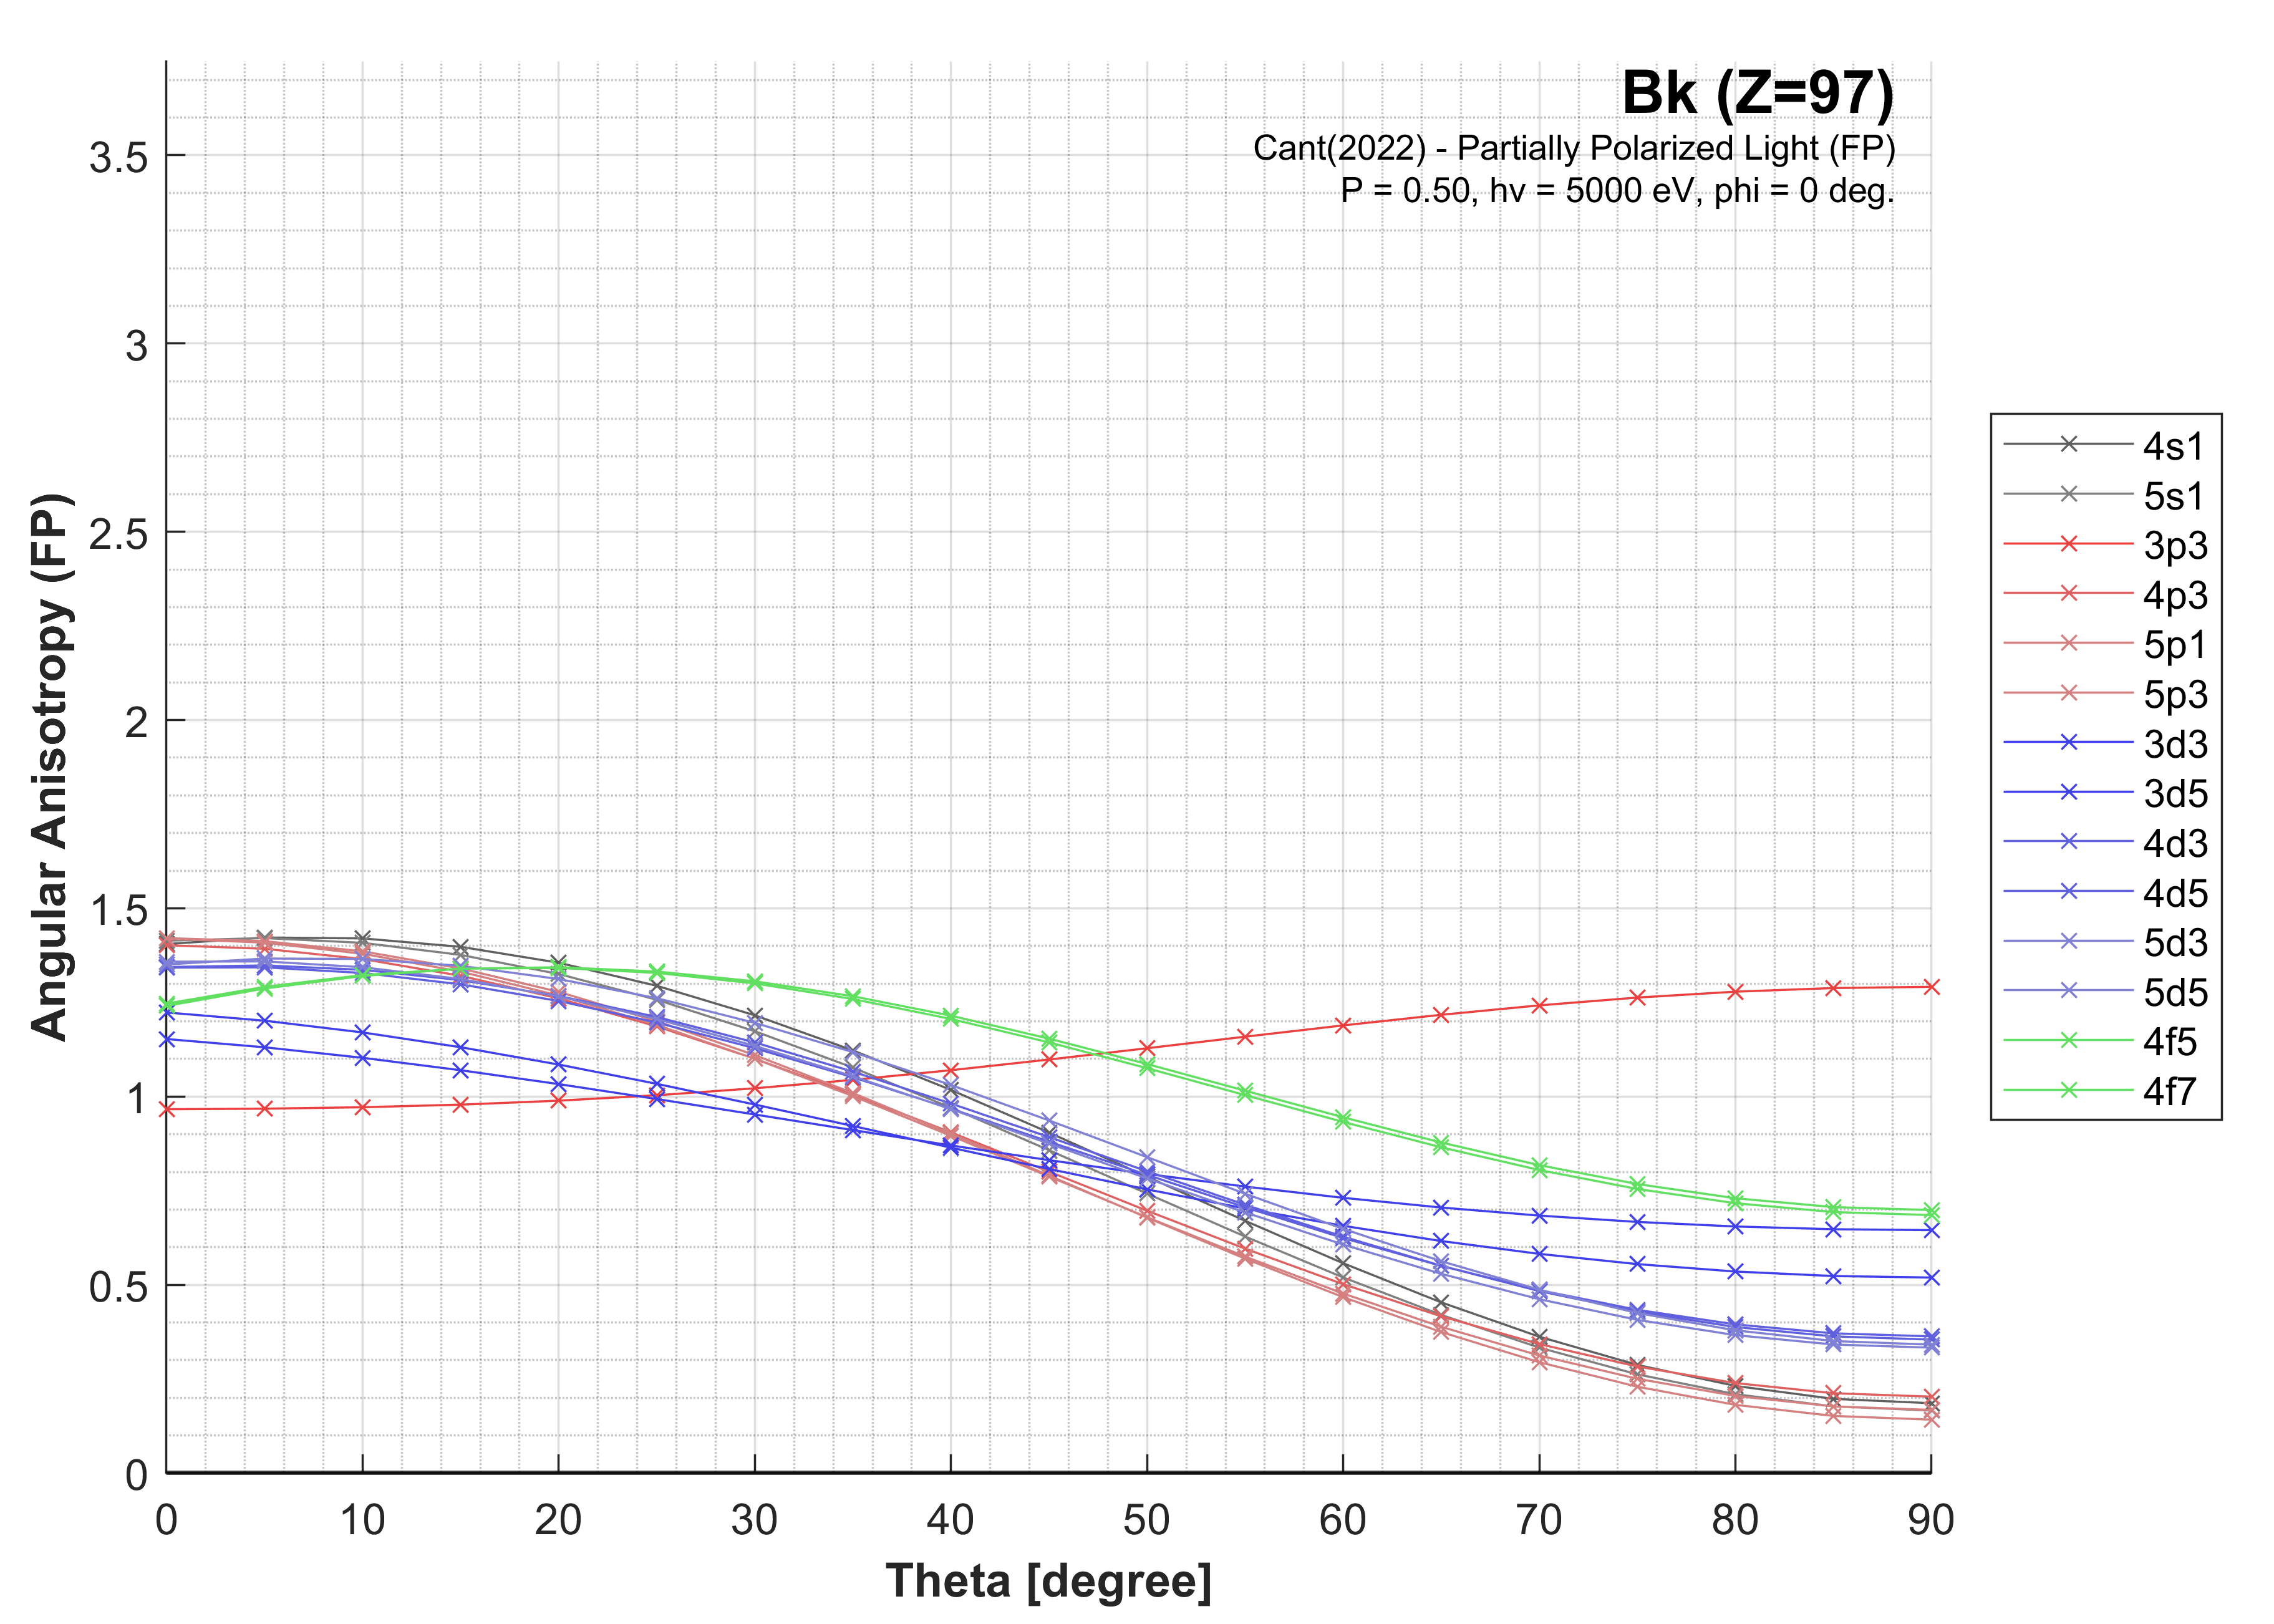 Bk (Z=97)
Cant(2022) - Partially Polarized Light (FP)
P = 0.50, hv = 5000 eV, phi = 0 deg.
Angular Anisotropy (FP)
3.5
3
2.5
2
1.5
1
0.5
0
0 10 20 30 40 50 60 70 80 90
Theta [degree]
4s1
5s1
3p3
4p3
5p1
5p3
3d3
3d5
4d3
4d5
5d3
5d5
4f5
4f7